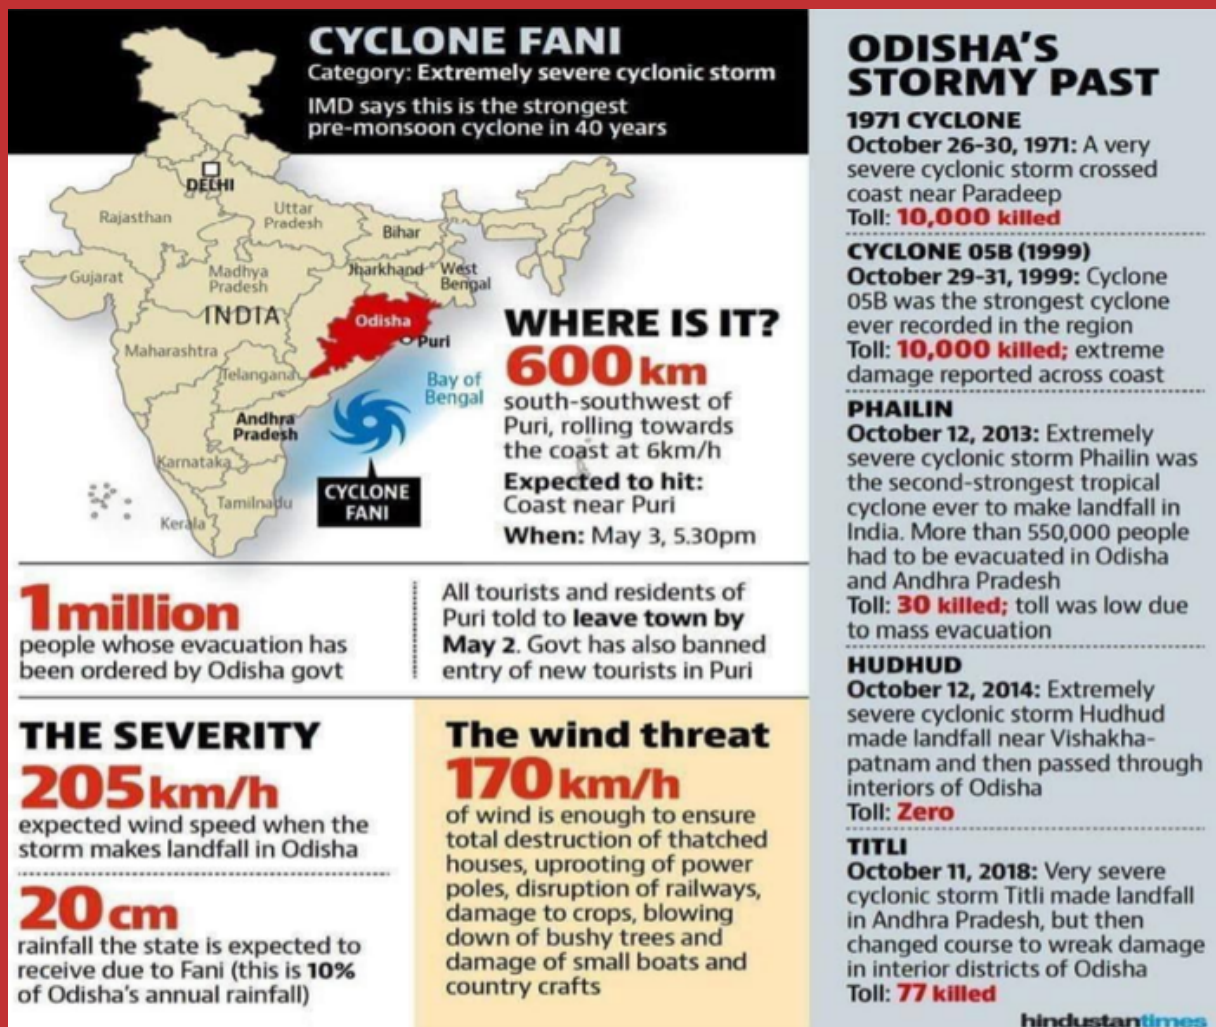 CYCLONE FANI
Category: Extremely severe cyclonic storm
IMD says this is the strongest
pre-monsoon cyclone in 40 years
DELHI
Rajasthan
Uttar
Pradesh
Bihar
Gujarat
Madhya
Pradesh
Jharkhand
West
Bengal
INDIA
Odisha
Puri
Maharashtra
Telangana
Bay of
Bengal
Andhra
Pradesh
Karnataka
Tamilnadu
Kerala
CYCLONE
FANI
WHERE IS IT?
600 km
south-southwest of
Puri, rolling towards
the coast at 6km/h
Expected to hit:
Coast near Puri
When: May 3, 5.30pm
1 million
people whose evacuation has
been ordered by Odisha govt
All tourists and residents of
Puri told to leave town by
May 2. Govt has also banned
entry of new tourists in Puri
THE SEVERITY
205 km/h
expected wind speed when the
storm makes landfall in Odisha
20 cm
rainfall the state is expected to
receive due to Fani (this is 10%
of Odisha's annual rainfall)
The wind threat
170 km/h
of wind is enough to ensure
total destruction of thatched
houses, uprooting of power
poles, disruption of railways,
damage to crops, blowing
down of bushy trees and
damage of small boats and
country crafts
ODISHA'S
STORMY PAST
1971 CYCLONE
October 26-30, 1971: A very
severe cyclonic storm crossed
coast near Paradeep
Toll: 10,000 killed
CYCLONE 05B (1999)
October 29-31, 1999: Cyclone
05B was the strongest cyclone
ever recorded in the region
Toll: 10,000 killed; extreme
damage reported across coast
PHAILIN
October 12, 2013: Extremely
severe cyclonic storm Phailin was
the second-strongest tropical
cyclone ever to make landfall in
India. More than 550,000 people
had to be evacuated in Odisha
and Andhra Pradesh
Toll: 30 killed; toll was low due
to mass evacuation
HUDHUD
October 12, 2014: Extremely
severe cyclonic storm Hudhud
made landfall near Vishakha-
patnam and then passed through
interiors of Odisha
Toll: Zero
TITLI
October 11, 2018: Very severe
cyclonic storm Titli made landfall
in Andhra Pradesh, but then
changed course to wreak damage
in interior districts of Odisha
Toll: 77 killed
hindustantimes